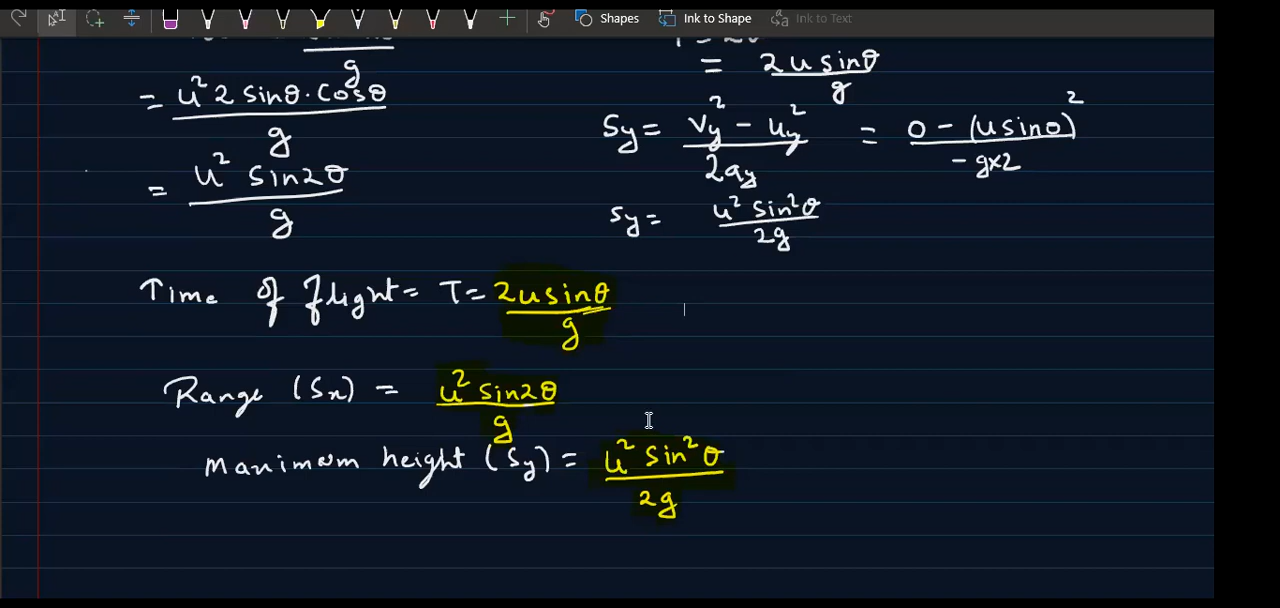 Shapes Ink to Shape Ink to Text
g
= u² 2 sinθ · cosθ / g
= u² sin2θ / g
= 2 u sinθ / g
Sy = Vy² - uy² / 2ay = 0 - (u sinθ)² / - g×2
Sy = u² sin²θ / 2g
Time of flight = T = 2u sinθ / g
Range (Sx) = u² sin2θ / g
Maximum height (Sy) = u² sin²θ / 2g